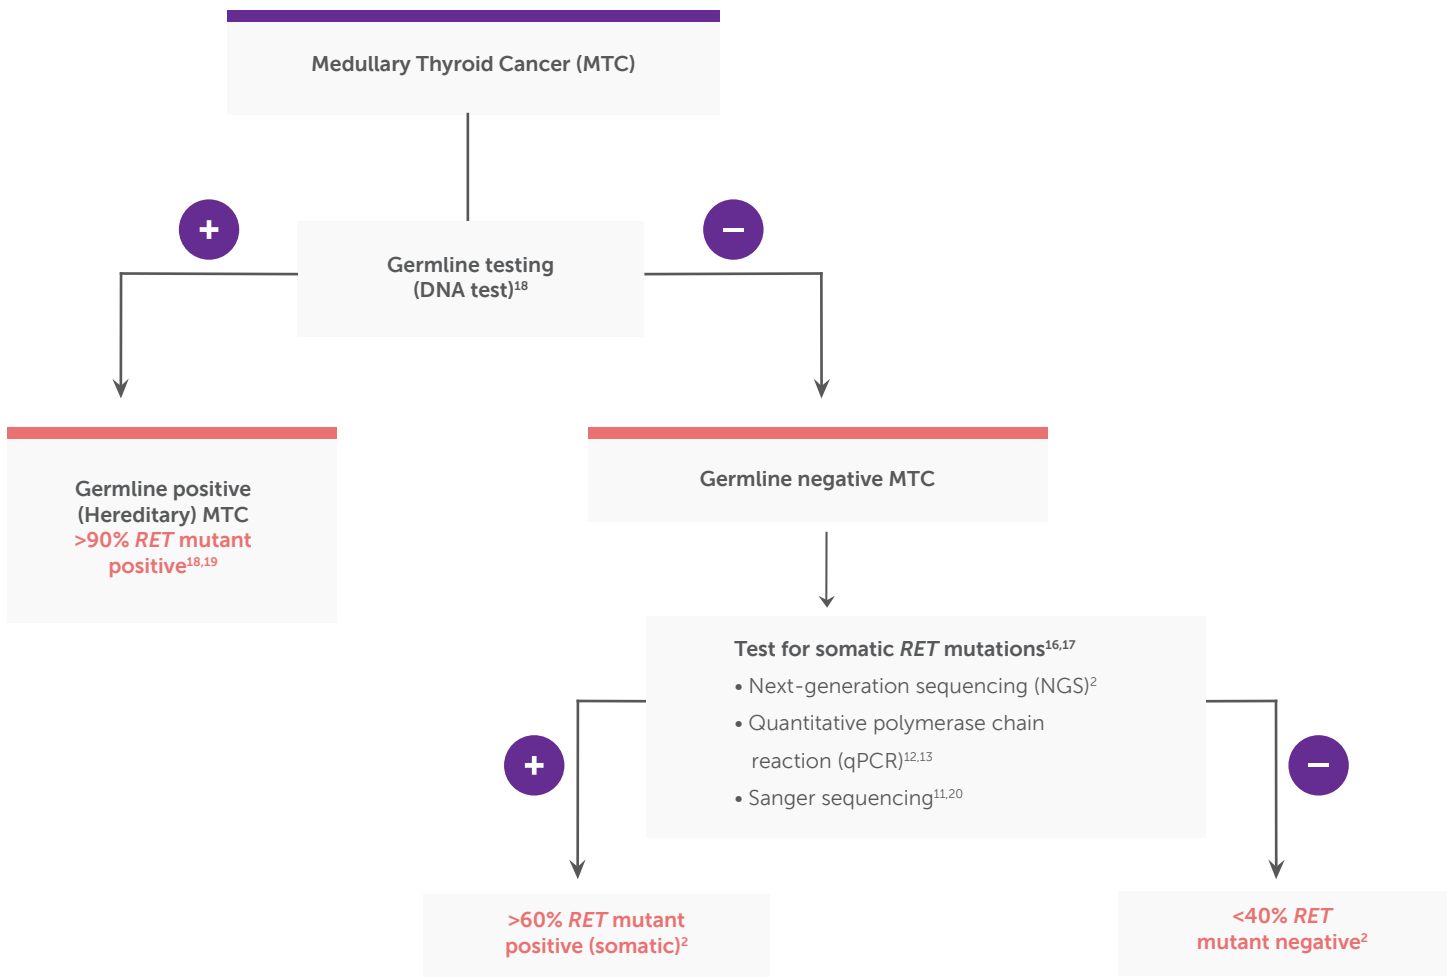 Medullary Thyroid Cancer (MTC)
+
−
Germline testing
(DNA test)18
Germline positive
(Hereditary) MTC
>90% RET mutant
positive18,19
Germline negative MTC
Test for somatic RET mutations16,17
• Next-generation sequencing (NGS)2
• Quantitative polymerase chain
reaction (qPCR)12,13
• Sanger sequencing11,20
+
−
>60% RET mutant
positive (somatic)2
<40% RET
mutant negative2